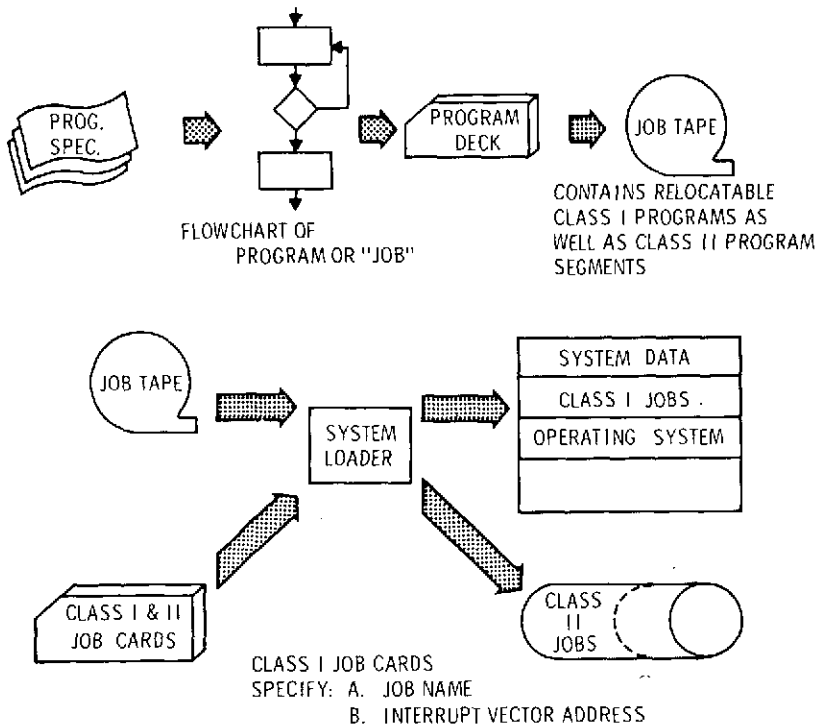 PROG.
SPEC.
FLOWCHART OF
PROGRAM OR "JOB"
PROGRAM
DECK
JOB TAPE
CONTAINS RELOCATABLE
CLASS I PROGRAMS AS
WELL AS CLASS II PROGRAM
SEGMENTS
JOB TAPE
SYSTEM
LOADER
SYSTEM DATA
CLASS I JOBS .
OPERATING SYSTEM
CLASS I & II
JOB CARDS
CLASS
II
JOBS
CLASS I JOB CARDS
SPECIFY: A. JOB NAME
B. INTERRUPT VECTOR ADDRESS